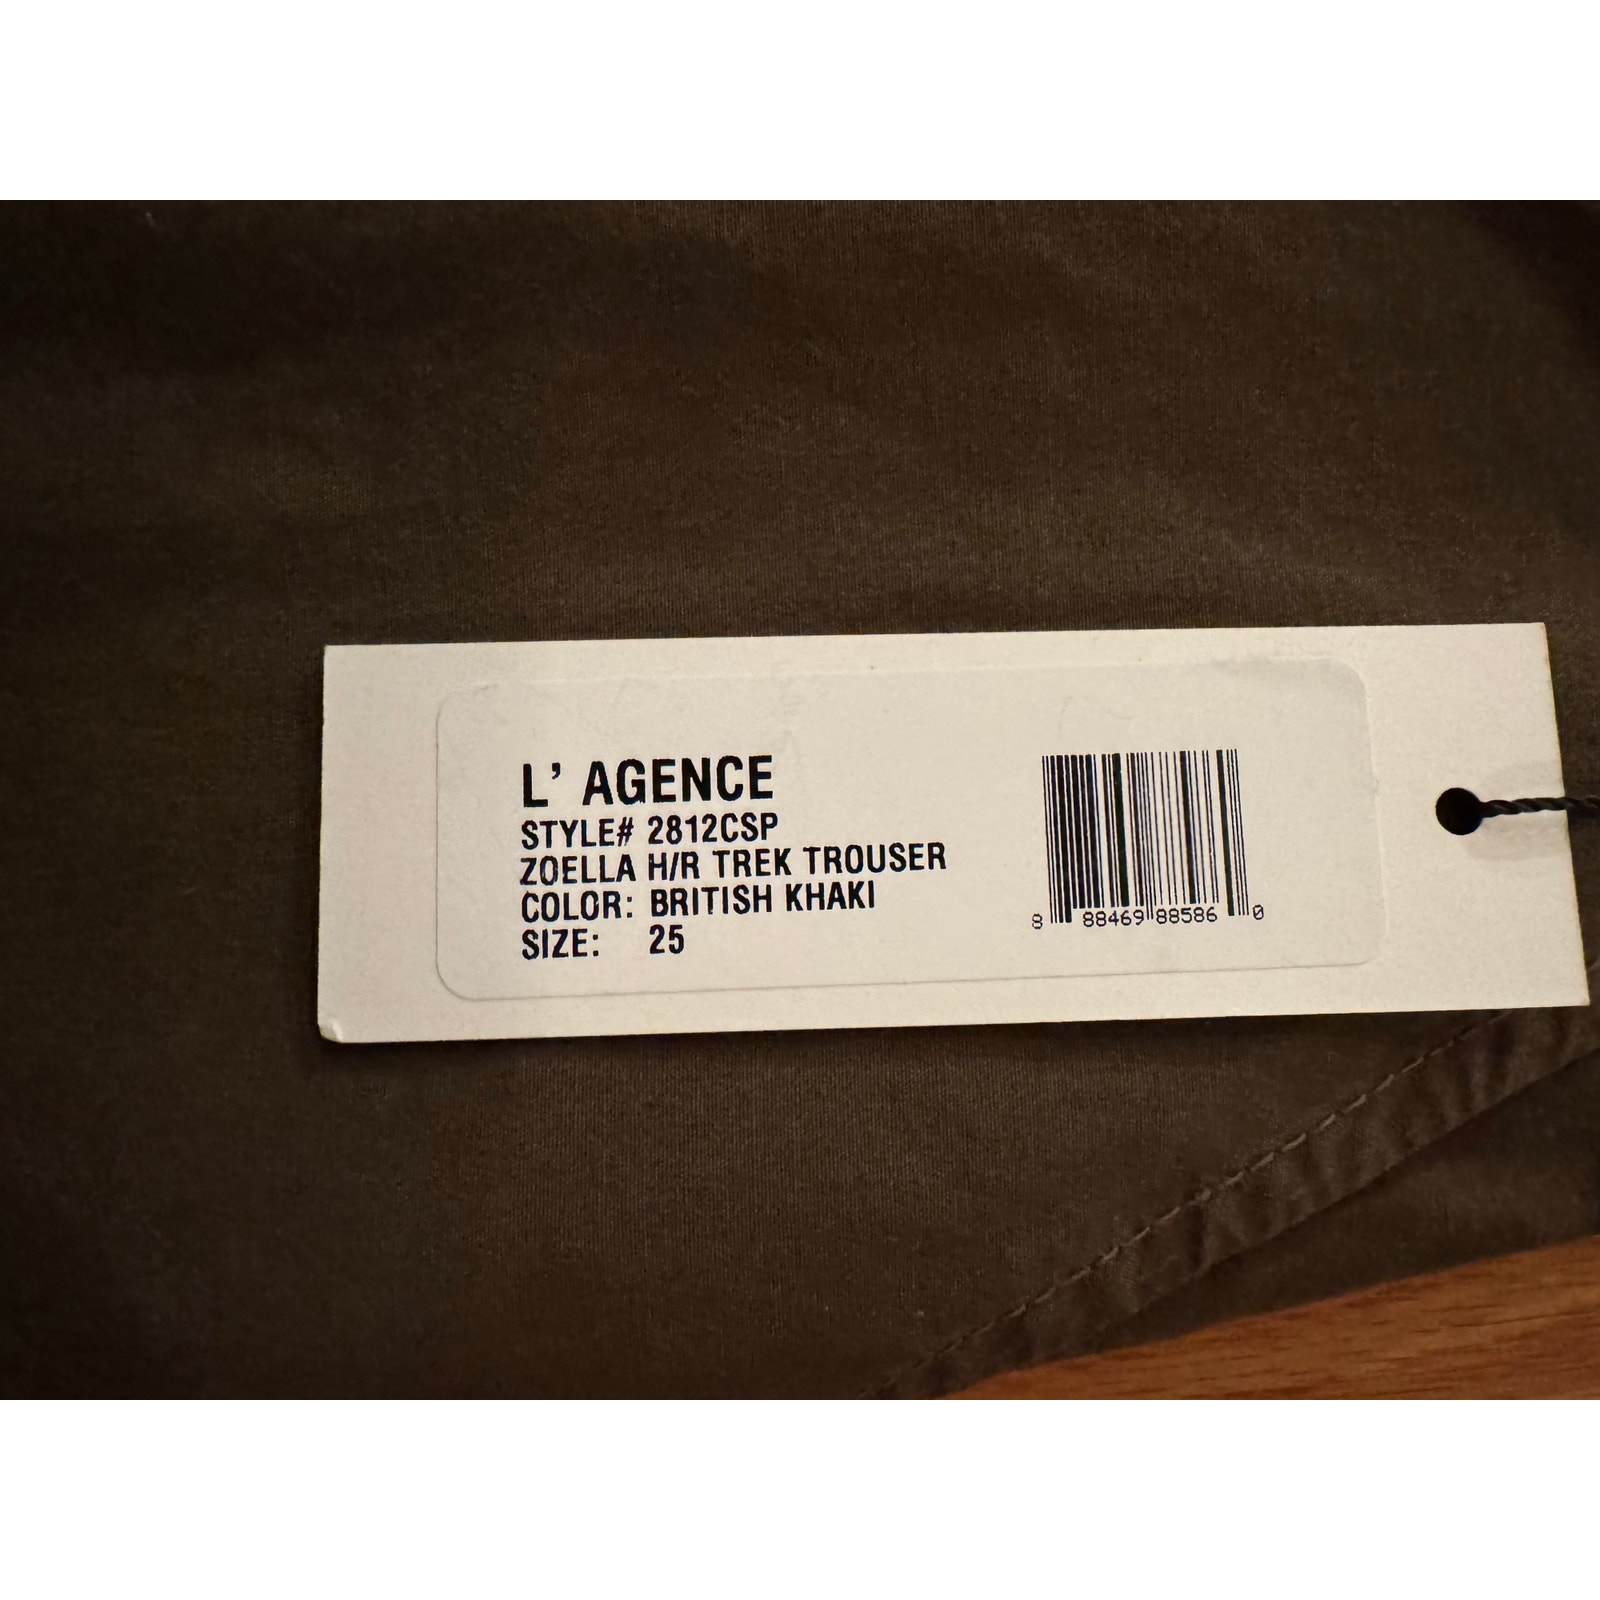 L' AGENCE
STYLE# 2812CSP
ZOELLA H/R TREK TROUSER
COLOR: BRITISH KHAKI
SIZE: 25
8 88469 88586 0